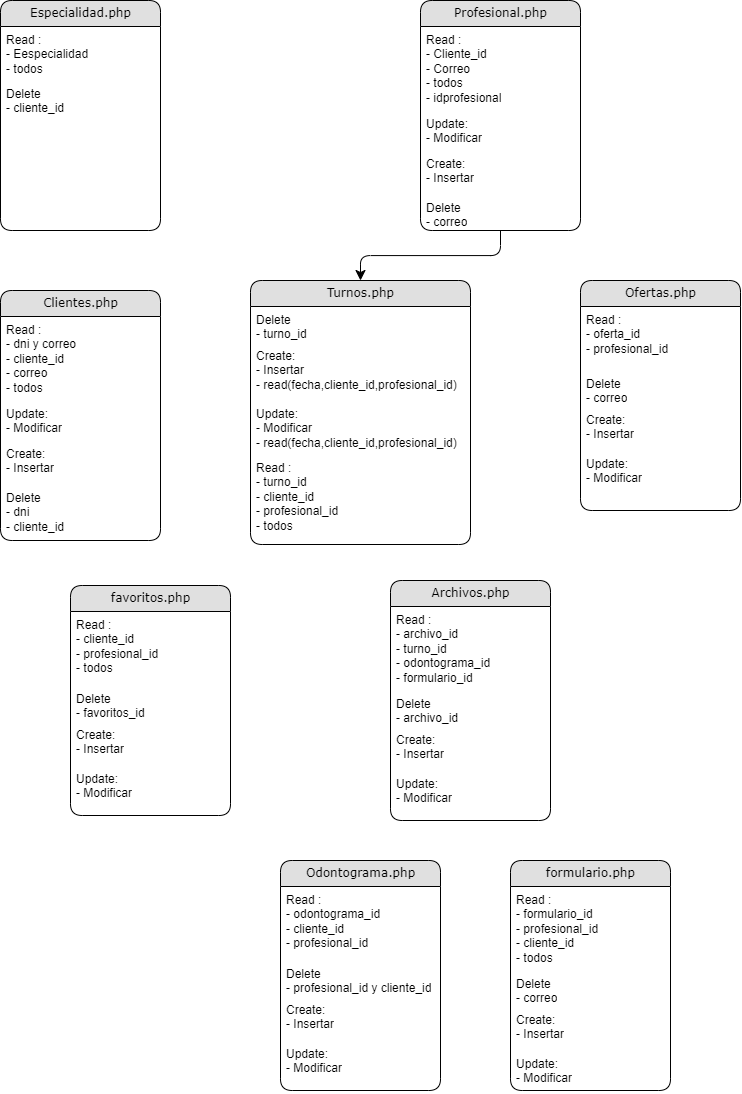 Especialidad.php
Read :
- Eespecialidad
- todos
Delete
- cliente_id
Profesional.php
Read :
- Cliente_id
- Correo
- todos
- idprofesional
Update:
- Modificar
Create:
- Insertar
Delete
- correo
Clientes.php
Read :
- dni y correo
- cliente_id
- correo
- todos
Update:
- Modificar
Create:
- Insertar
Delete
- dni
- cliente_id
Turnos.php
Delete
- turno_id
Create:
- Insertar
- read(fecha,cliente_id,profesional_id)
Update:
- Modificar
- read(fecha,cliente_id,profesional_id)
Read :
- turno_id
- cliente_id
- profesional_id
- todos
Ofertas.php
Read :
- oferta_id
- profesional_id
Delete
- correo
Create:
- Insertar
Update:
- Modificar
favoritos.php
Read :
- cliente_id
- profesional_id
- todos
Delete
- favoritos_id
Create:
- Insertar
Update:
- Modificar
Archivos.php
Read :
- archivo_id
- turno_id
- odontograma_id
- formulario_id
Delete
- archivo_id
Create:
- Insertar
Update:
- Modificar
Odontograma.php
Read :
- odontograma_id
- cliente_id
- profesional_id
Delete
- profesional_id y cliente_id
Create:
- Insertar
Update:
- Modificar
formulario.php
Read :
- formulario_id
- profesional_id
- cliente_id
- todos
Delete
- correo
Create:
- Insertar
Update:
- Modificar